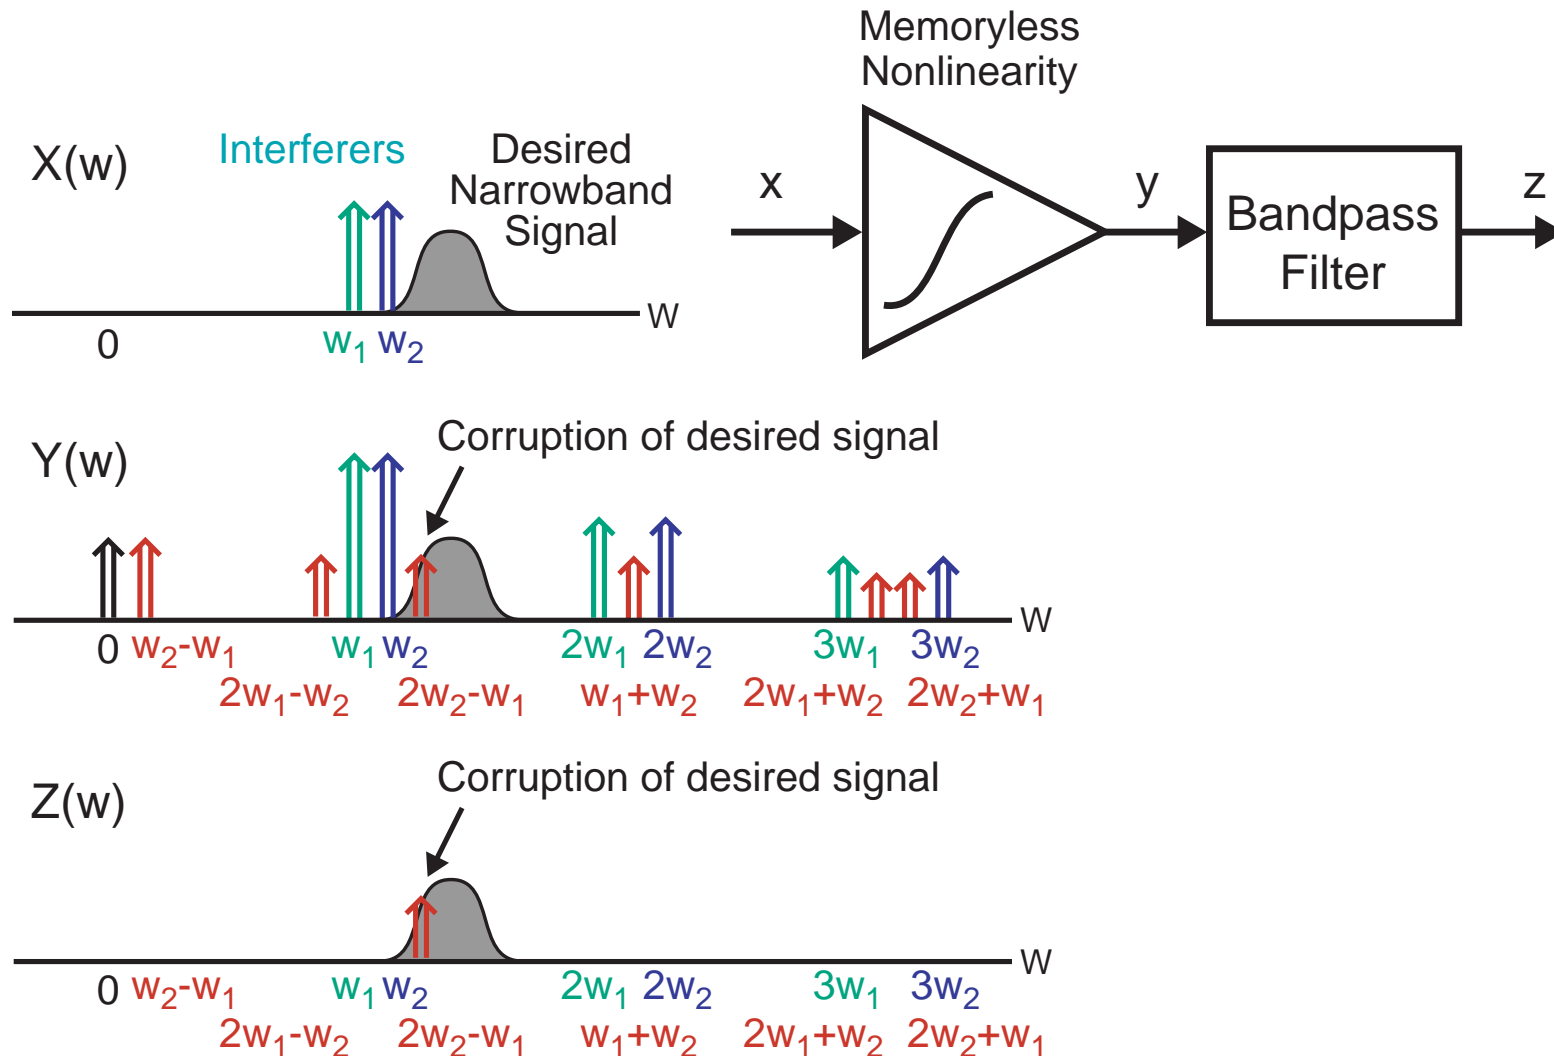 Memoryless
Nonlinearity
X(w)
Interferers
Desired
Narrowband
Signal
x
y
Bandpass
Filter
z
0
w₁
w₂
W
Y(w)
Corruption of desired signal
0
w₂-w₁
w₁
w₂
2w₁
2w₂
3w₁
3w₂
W
2w₁-w₂
2w₂-w₁
w₁+w₂
2w₁+w₂
2w₂+w₁
Z(w)
Corruption of desired signal
0
w₂-w₁
w₁
w₂
2w₁
2w₂
3w₁
3w₂
W
2w₁-w₂
2w₂-w₁
w₁+w₂
2w₁+w₂
2w₂+w₁